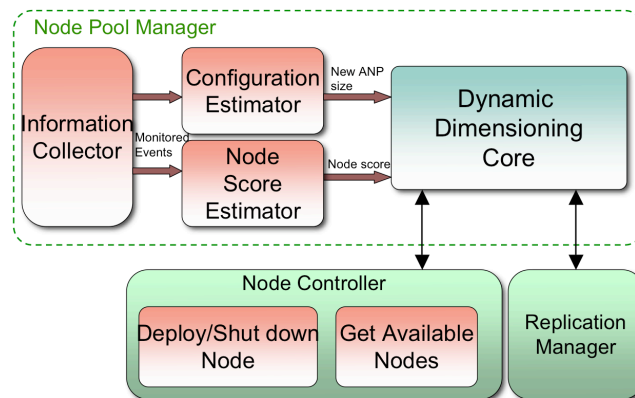 Node Pool Manager
Information
Collector
Monitored
Events
Configuration
Estimator
New ANP
size
Node
Score
Estimator
Node score
Dynamic
Dimensioning
Core
Node Controller
Deploy/Shut down
Node
Get Available
Nodes
Replication
Manager